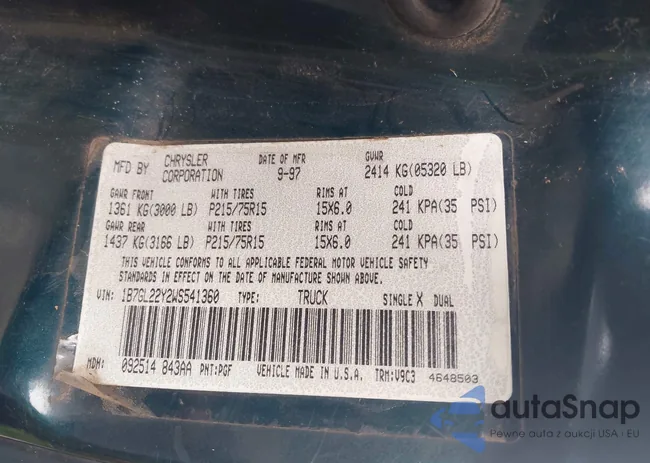 MFD BY CHRYSLER CORPORATION DATE OF MFR 9-97 GVWR 2414 KG(05320 LB)
GAWR FRONT WITH TIRES RIMS AT COLD
1361 KG(3000 LB) P215/75R15 15X6.0 241 KPA(35 PSI)
GAWR REAR WITH TIRES RIMS AT COLD
1437 KG(3166 LB) P215/75R15 15X6.0 241 KPA(35 PSI)
THIS VEHICLE CONFORMS TO ALL APPLICABLE FEDERAL MOTOR VEHICLE SAFETY
STANDARDS IN EFFECT ON THE DATE OF MANUFACTURE SHOWN ABOVE.
VIN: 1B7GL22Y2WS541360 TYPE: TRUCK SINGLE X DUAL
MDH: 092514 843AA PNT:PGF VEHICLE MADE IN U.S.A. TRM:V9C3 4648503
autaSnap
Pewne auta z aukcji USA i EU